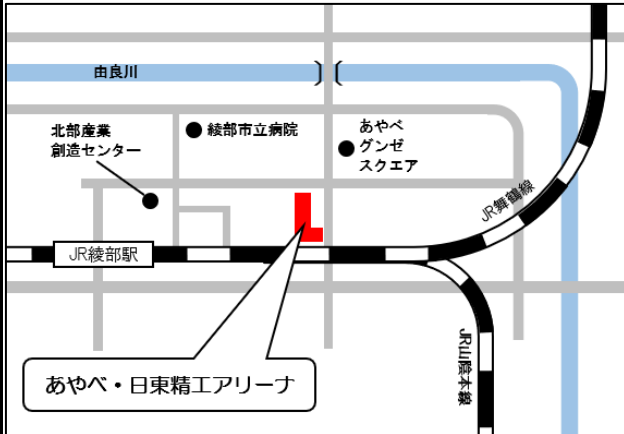 由良川
北部産業
創造センター
綾部市立病院
あやべ
グンゼ
スクエア
JR舞鶴線
JR綾部駅
JR山陰本線
あやべ・日東精工アリーナ